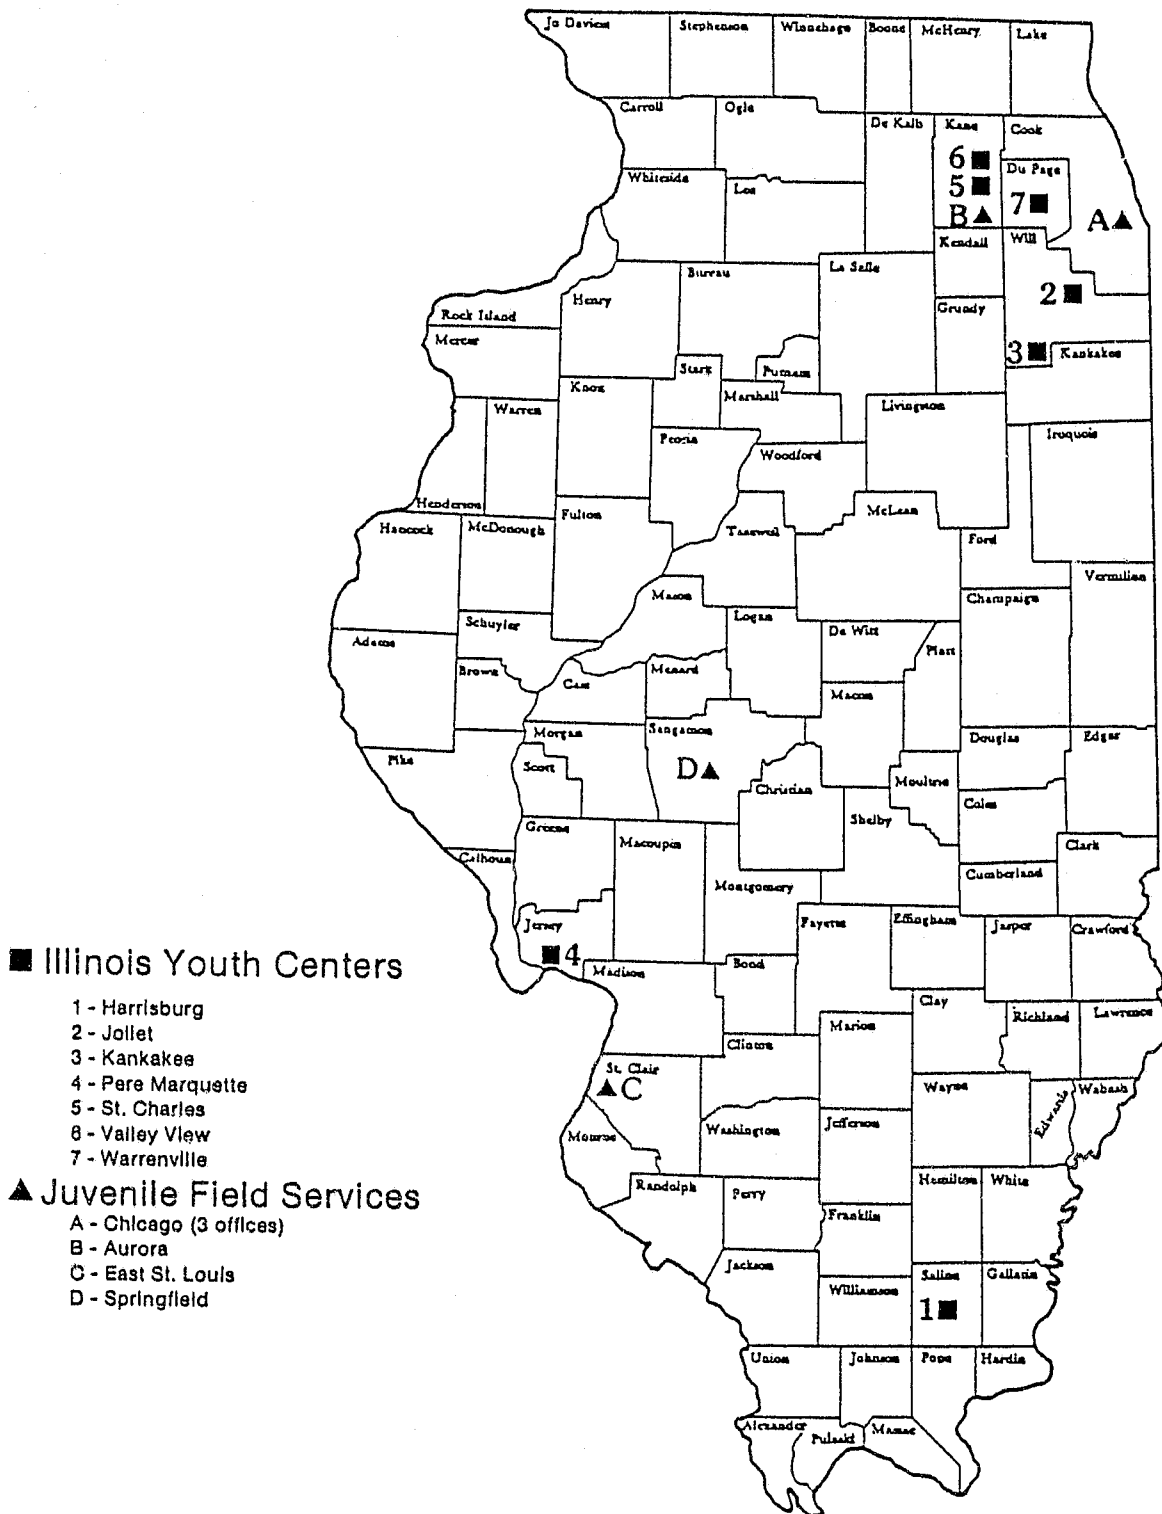 Jo Daviess
Stephenson
Winnebago
Boone
McHenry
Lake
Carroll
Ogle
De Kalb
Kane
Cook
6
Du Page
Whiteside
Lee
5
7
B
A
Kendall
Will
La Salle
Bureau
2
Henry
Grundy
Rock Island
Mercer
3
Kankakee
Stark
Putnam
Knox
Marshall
Livingston
Warren
Peoria
Iroquois
Woodford
Henderson
McLean
Fulton
Hancock
McDonough
Tazewell
Ford
Vermilion
Mason
Champaign
Logan
Schuyler
De Witt
Adams
Piatt
Brown
Menard
Cass
Macon
Morgan
Sangamon
Douglas
Edgar
Pike
Scott
D
Moultrie
Christian
Coles
Shelby
Greene
Macoupin
Clark
Calhoun
Cumberland
Montgomery
Effingham
Jersey
Fayette
Jasper
Crawford
4
Madison
Bond
Clay
Richland
Lawrence
Marion
Clinton
St. Clair
C
Wayne
Wabash
Edwards
Monroe
Washington
Jefferson
Hamilton
White
Randolph
Perry
Franklin
Jackson
Saline
Gallatin
Williamson
1
Union
Johnson
Pope
Hardin
Alexander
Pulaski
Massac
Illinois Youth Centers
1 - Harrisburg
2 - Joliet
3 - Kankakee
4 - Pere Marquette
5 - St. Charles
6 - Valley View
7 - Warrenville
Juvenile Field Services
A - Chicago (3 offices)
B - Aurora
C - East St. Louis
D - Springfield